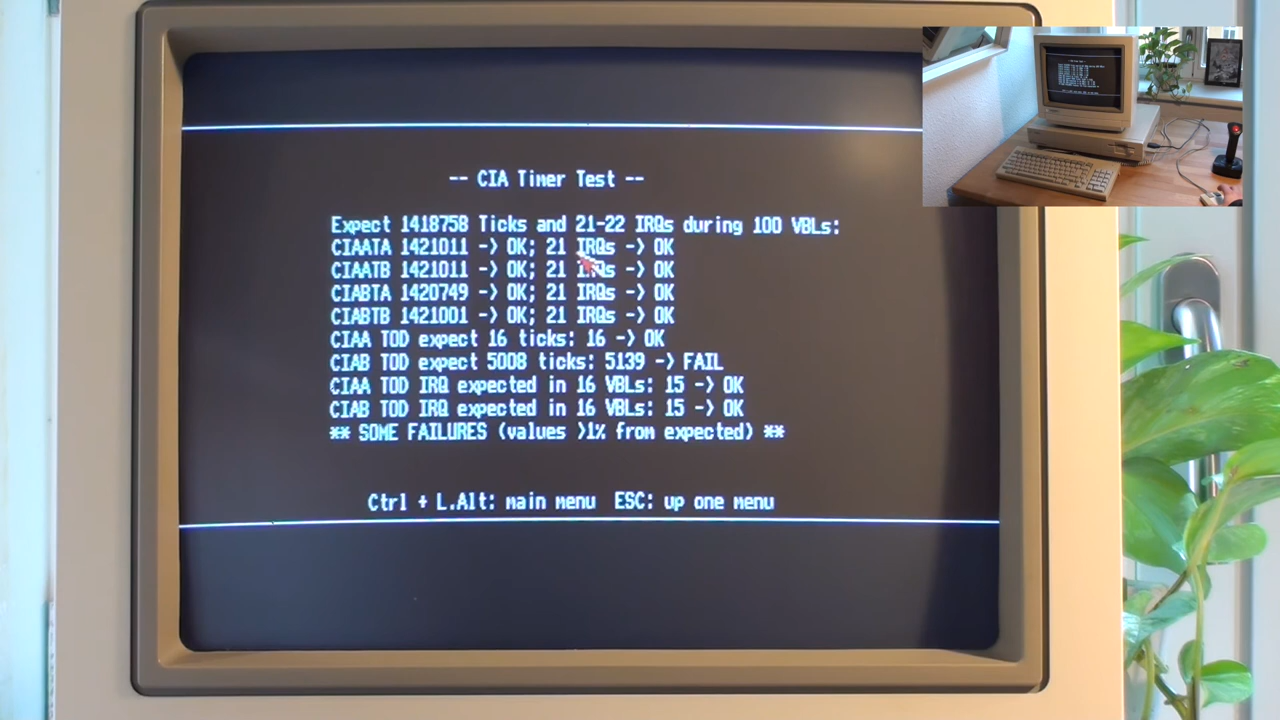 -- CIA Timer Test --
Expect 1418758 Ticks and 21-22 IRQs during 100 VBLs:
CIAATA 1421011 -> OK; 21 IRQs -> OK
CIAATB 1421011 -> OK; 21 IRQs -> OK
CIABTA 1420749 -> OK; 21 IRQs -> OK
CIABTB 1421001 -> OK; 21 IRQs -> OK
CIAA TOD expect 16 ticks: 16 -> OK
CIAB TOD expect 5008 ticks: 5139 -> FAIL
CIAA TOD IRQ expected in 16 VBLs: 15 -> OK
CIAB TOD IRQ expected in 16 VBLs: 15 -> OK
** SOME FAILURES (values >1% from expected) **
Ctrl + L.Alt: main menu ESC: up one menu